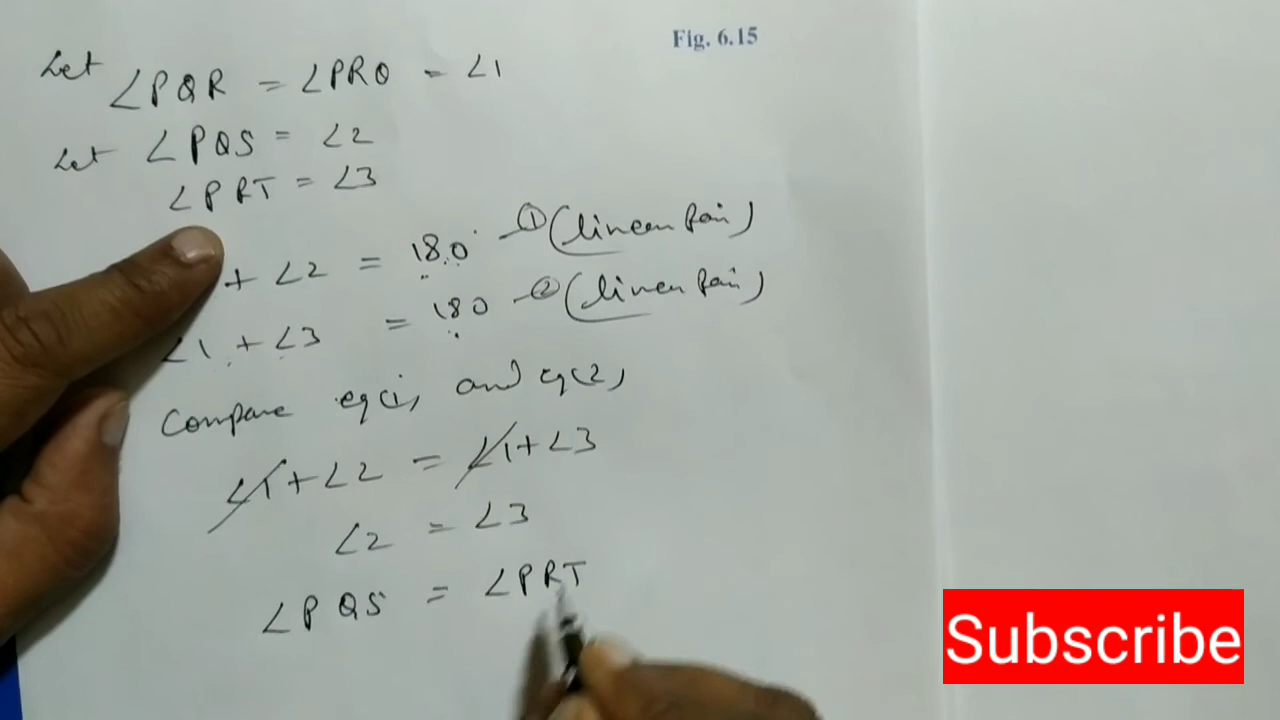 Fig. 6.15
Let ∠PQR = ∠PRQ = ∠1
Let ∠PQS = ∠2
∠PRT = ∠3
+ ∠2 = 180° —① (linear Pair)
∠1 + ∠3 = 180 —② (linear Pair)
Compare eq(1) and eq(2)
∠1 + ∠2 = ∠1 + ∠3
∠2 = ∠3
∠PQS = ∠PRT
Subscribe